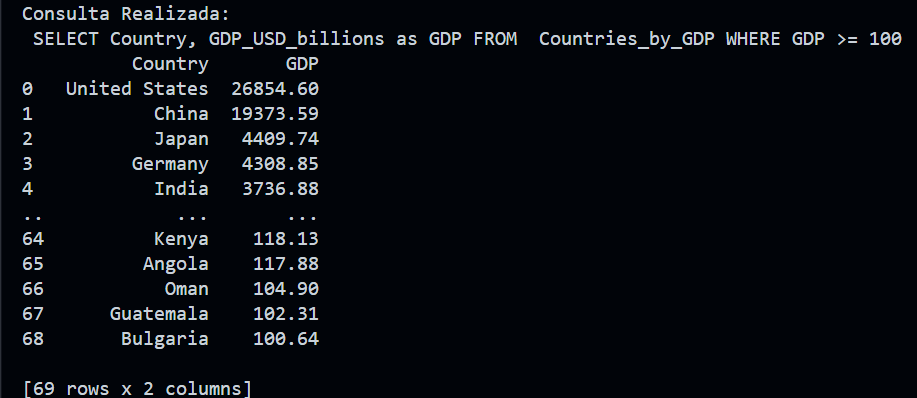 Consulta Realizada:
 SELECT Country, GDP_USD_billions as GDP FROM  Countries_by_GDP WHERE GDP >= 100
          Country       GDP
0   United States  26854.60
1           China  19373.59
2           Japan   4409.74
3         Germany   4308.85
4           India   3736.88
..            ...       ...
64          Kenya    118.13
65         Angola    117.88
66           Oman    104.90
67      Guatemala    102.31
68       Bulgaria    100.64

[69 rows x 2 columns]